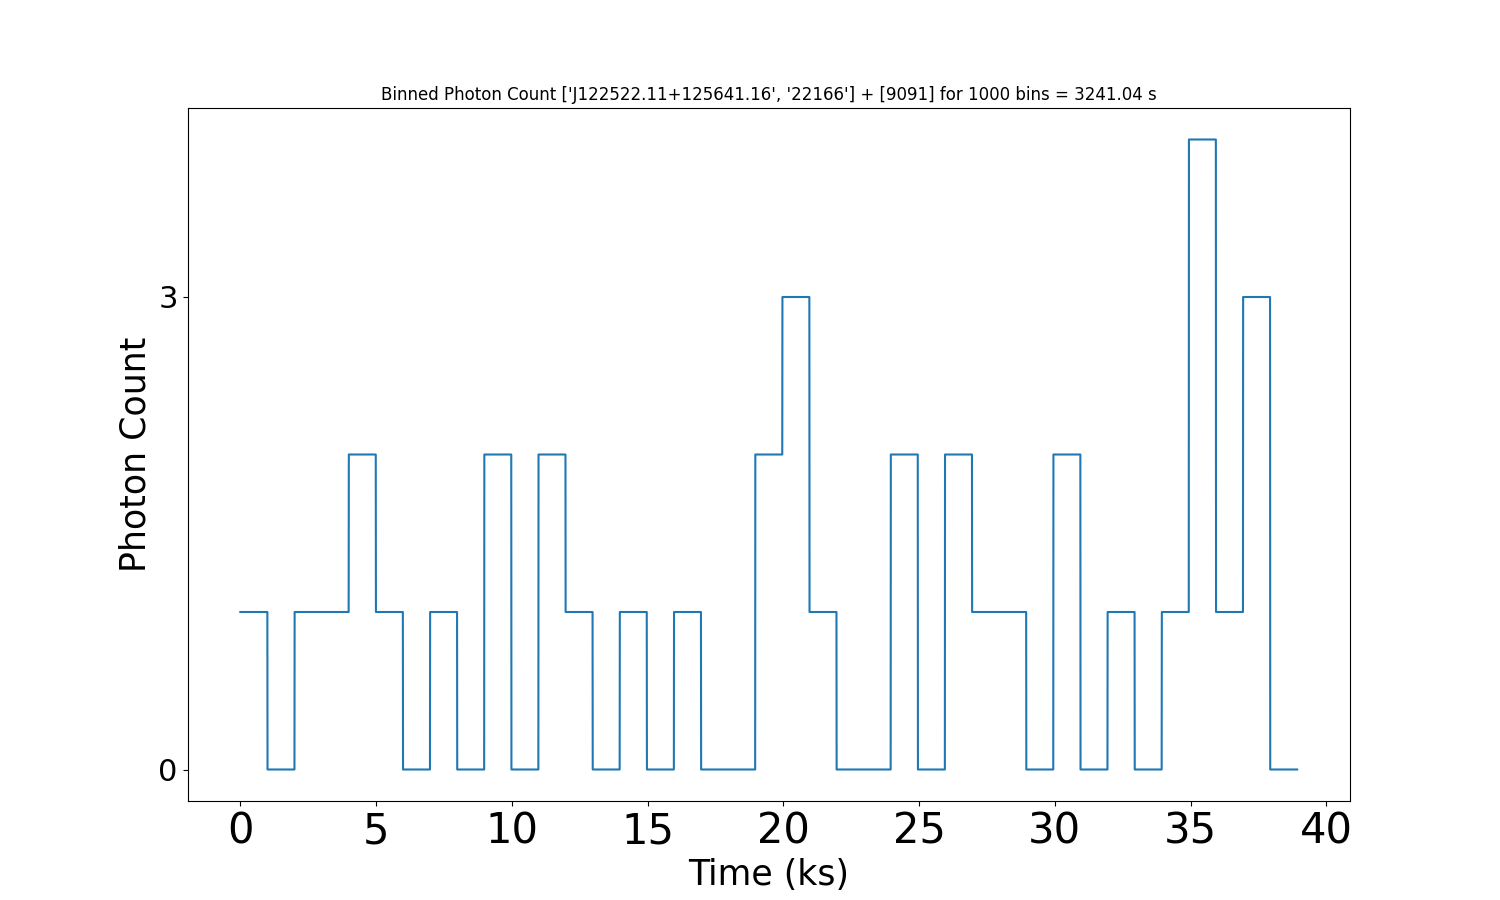 Binned Photon Count ['J122522.11+125641.16', '22166'] + [9091] for 1000 bins = 3241.04 s
3
0
Photon Count
0 5 10 15 20 25 30 35 40
Time (ks)